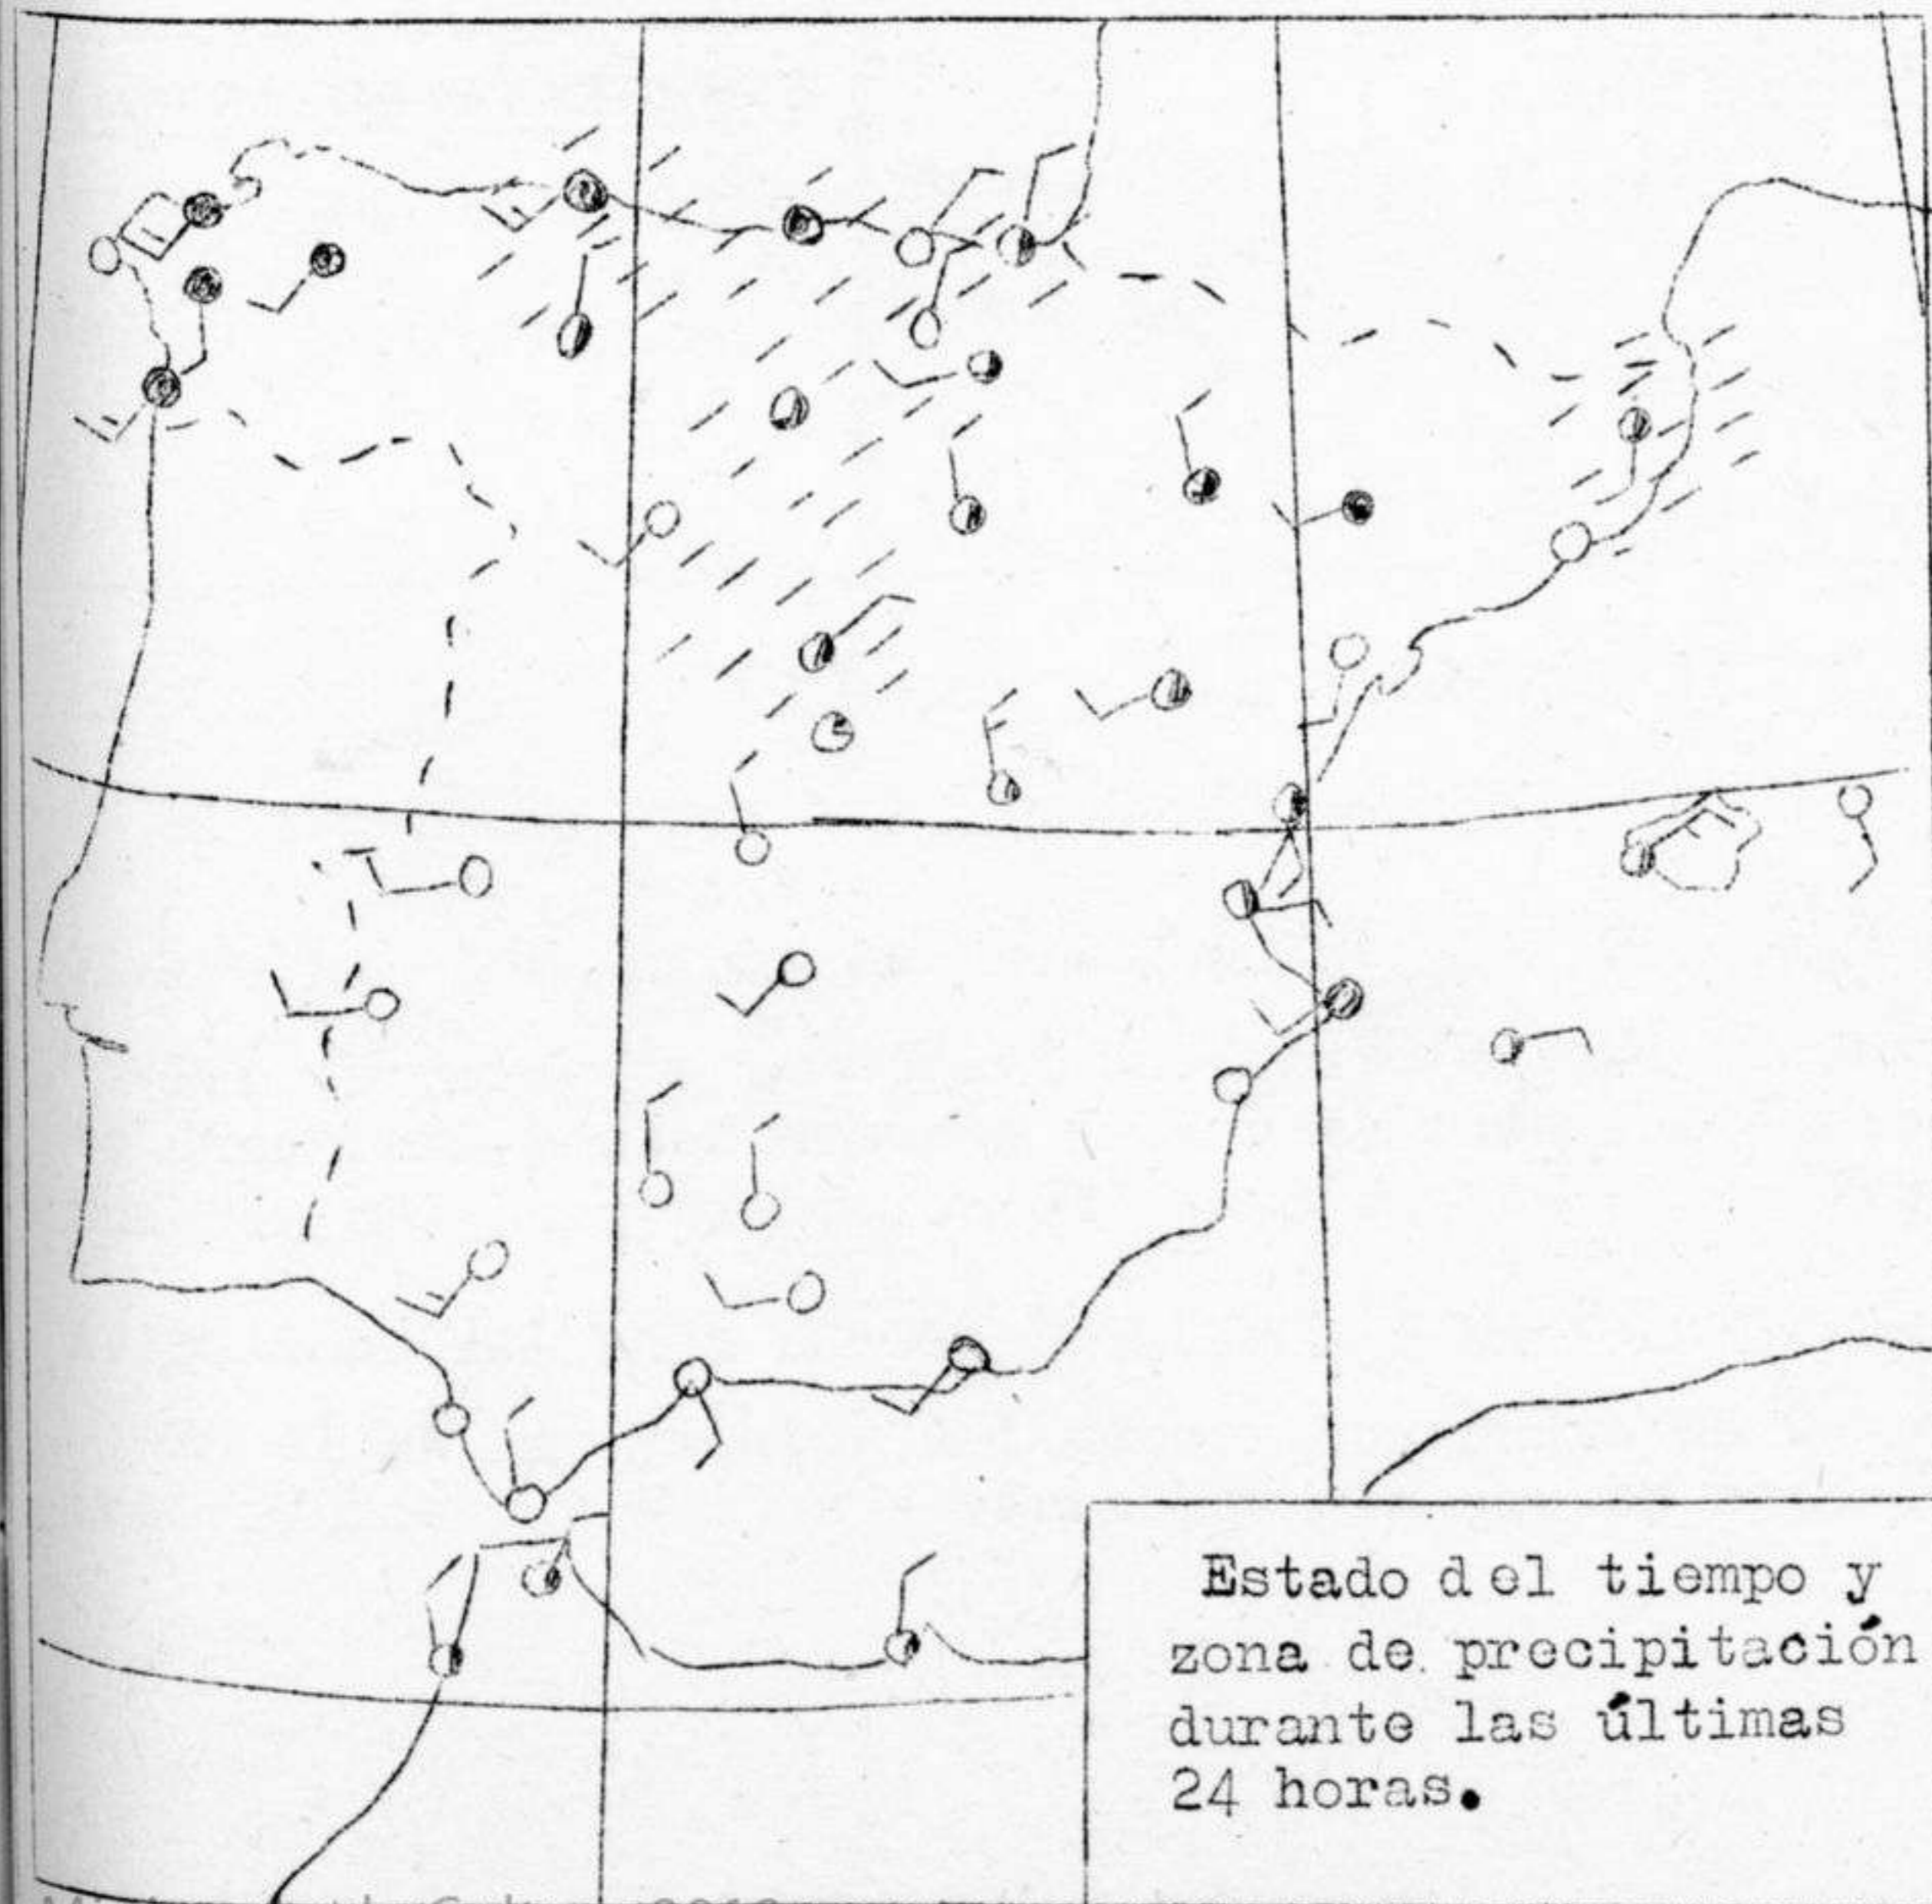 Estado del tiempo y
zona de precipitación
durante las últimas
24 horas.